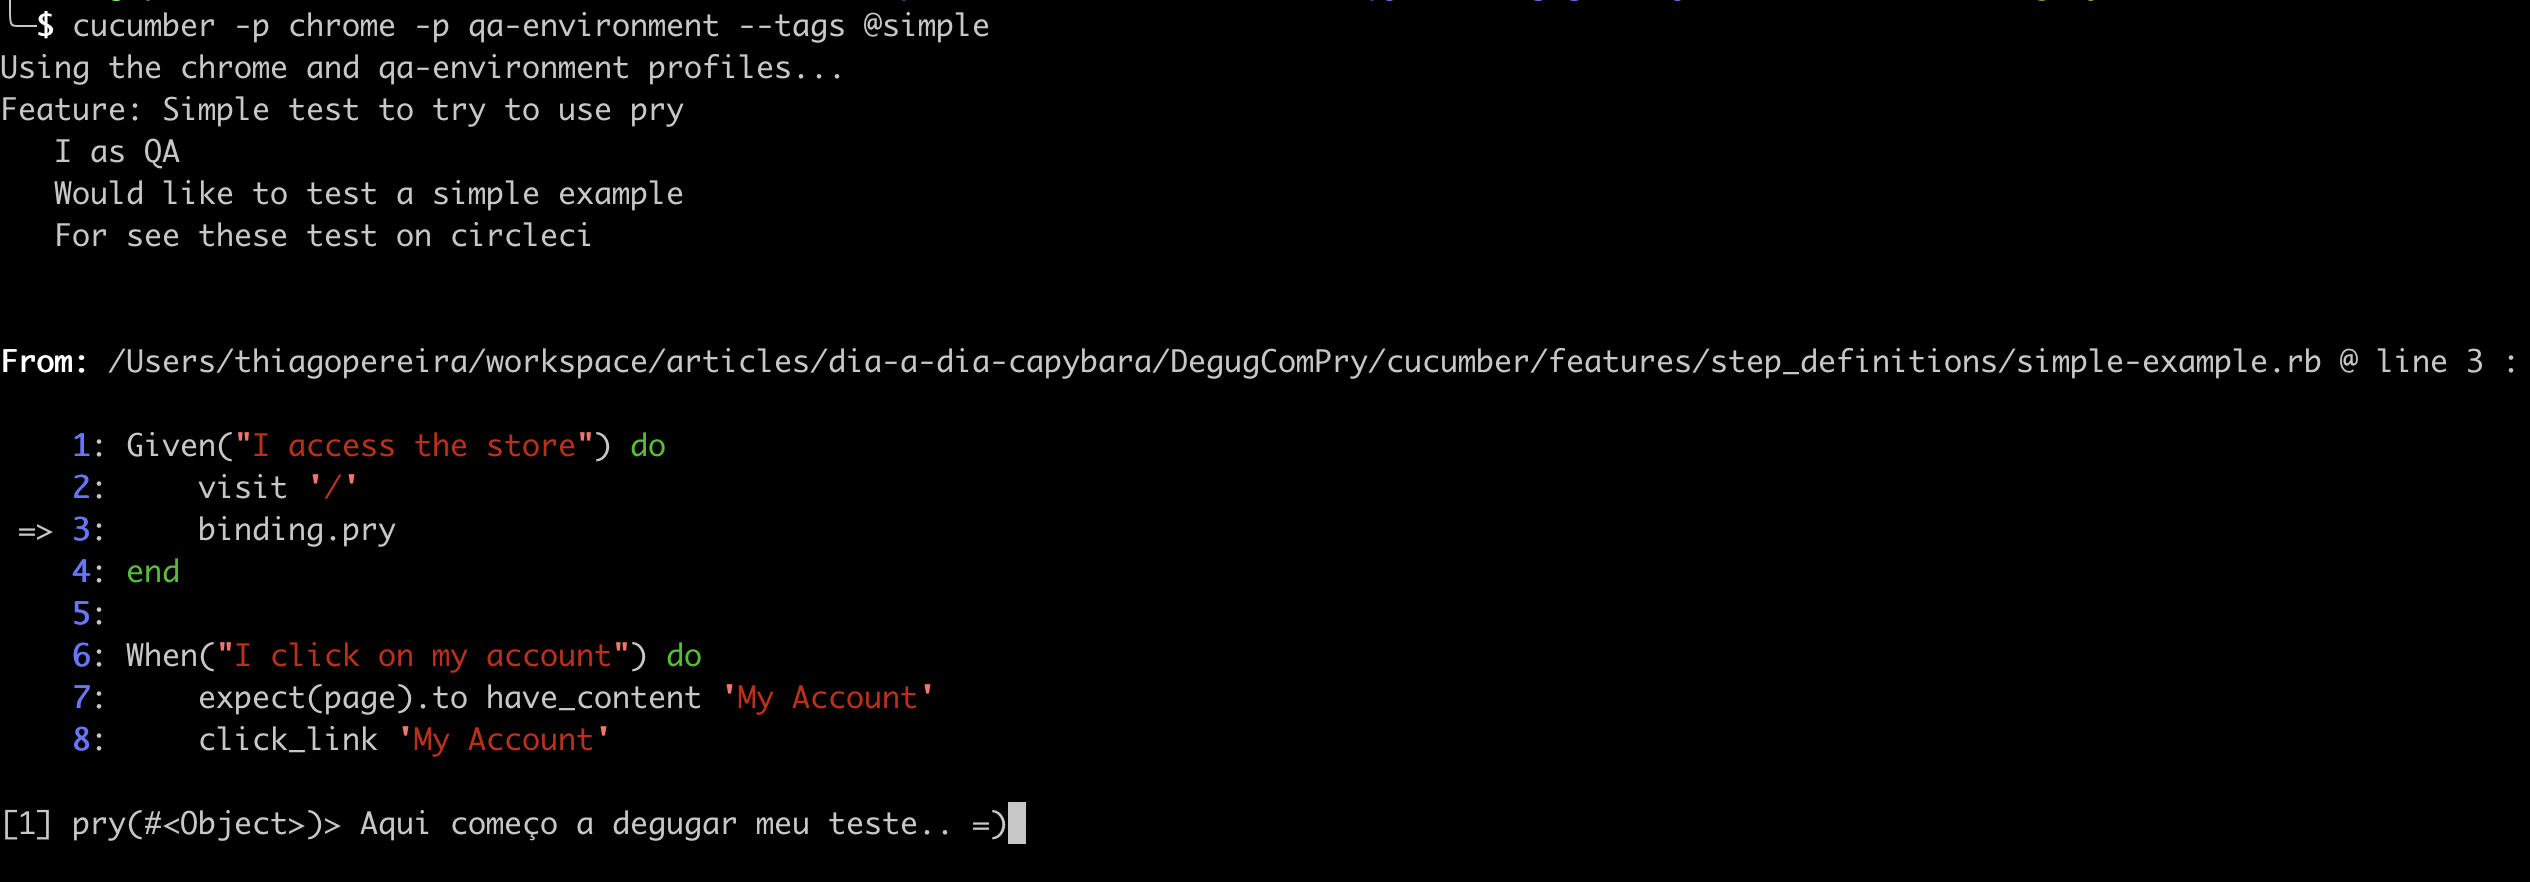 $ cucumber -p chrome -p qa-environment --tags @simple
Using the chrome and qa-environment profiles...
Feature: Simple test to try to use pry
I as QA
Would like to test a simple example
For see these test on circleci
From: /Users/thiagopereira/workspace/articles/dia-a-dia-capybara/DegugComPry/cucumber/features/step_definitions/simple-example.rb @ line 3 :
1: Given("I access the store") do
2: visit '/'
=> 3: binding.pry
4: end
5:
6: When("I click on my account") do
7: expect(page).to have_content 'My Account'
8: click_link 'My Account'
[1] pry(#<Object>)> Aqui começo a degugar meu teste.. =)